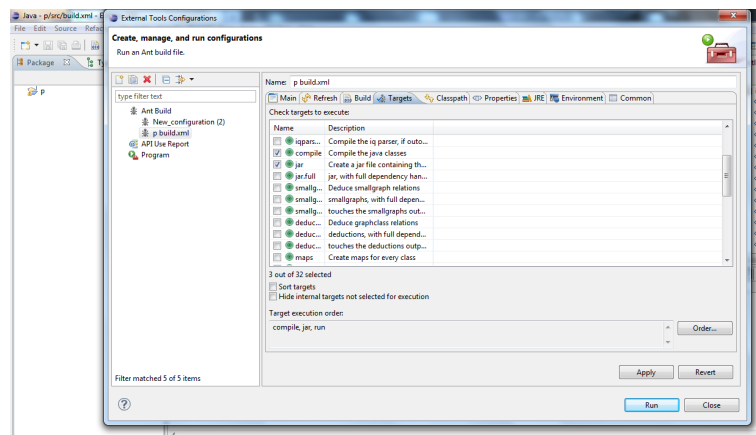 Java - p/src/build.xml - E
External Tools Configurations
File Edit Source Refac
Create, manage, and run configurations
Run an Ant build file.
Package
p
type filter text
Ant Build
New_configuration (2)
p build.xml
API Use Report
Program
Filter matched 5 of 5 items
Name: p build.xml
Main Refresh Build Targets Classpath Properties JRE Environment Common
Check targets to execute:
Name Description
iqpars... Compile the iq parser, if outo...
compile Compile the java classes
jar Create a jar file containing th...
jar.full jar, with full dependency han...
smallg... Deduce smallgraph relations
smallg... smallgraphs, with full depen...
smallg... touches the smallgraphs out...
deduc... Deduce graphclass relations
deduc... deductions, with full depend...
deduc... touches the deductions outp...
maps Create maps for every class
3 out of 32 selected
Sort targets
Hide internal targets not selected for execution
Target execution order:
compile, jar, run
Order...
Apply Revert
Run Close